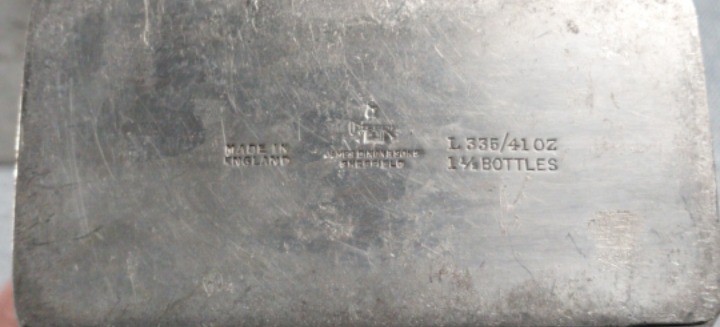 MADE IN
ENGLAND
SHEFFIELD
L 335/41 OZ
1¼ BOTTLES